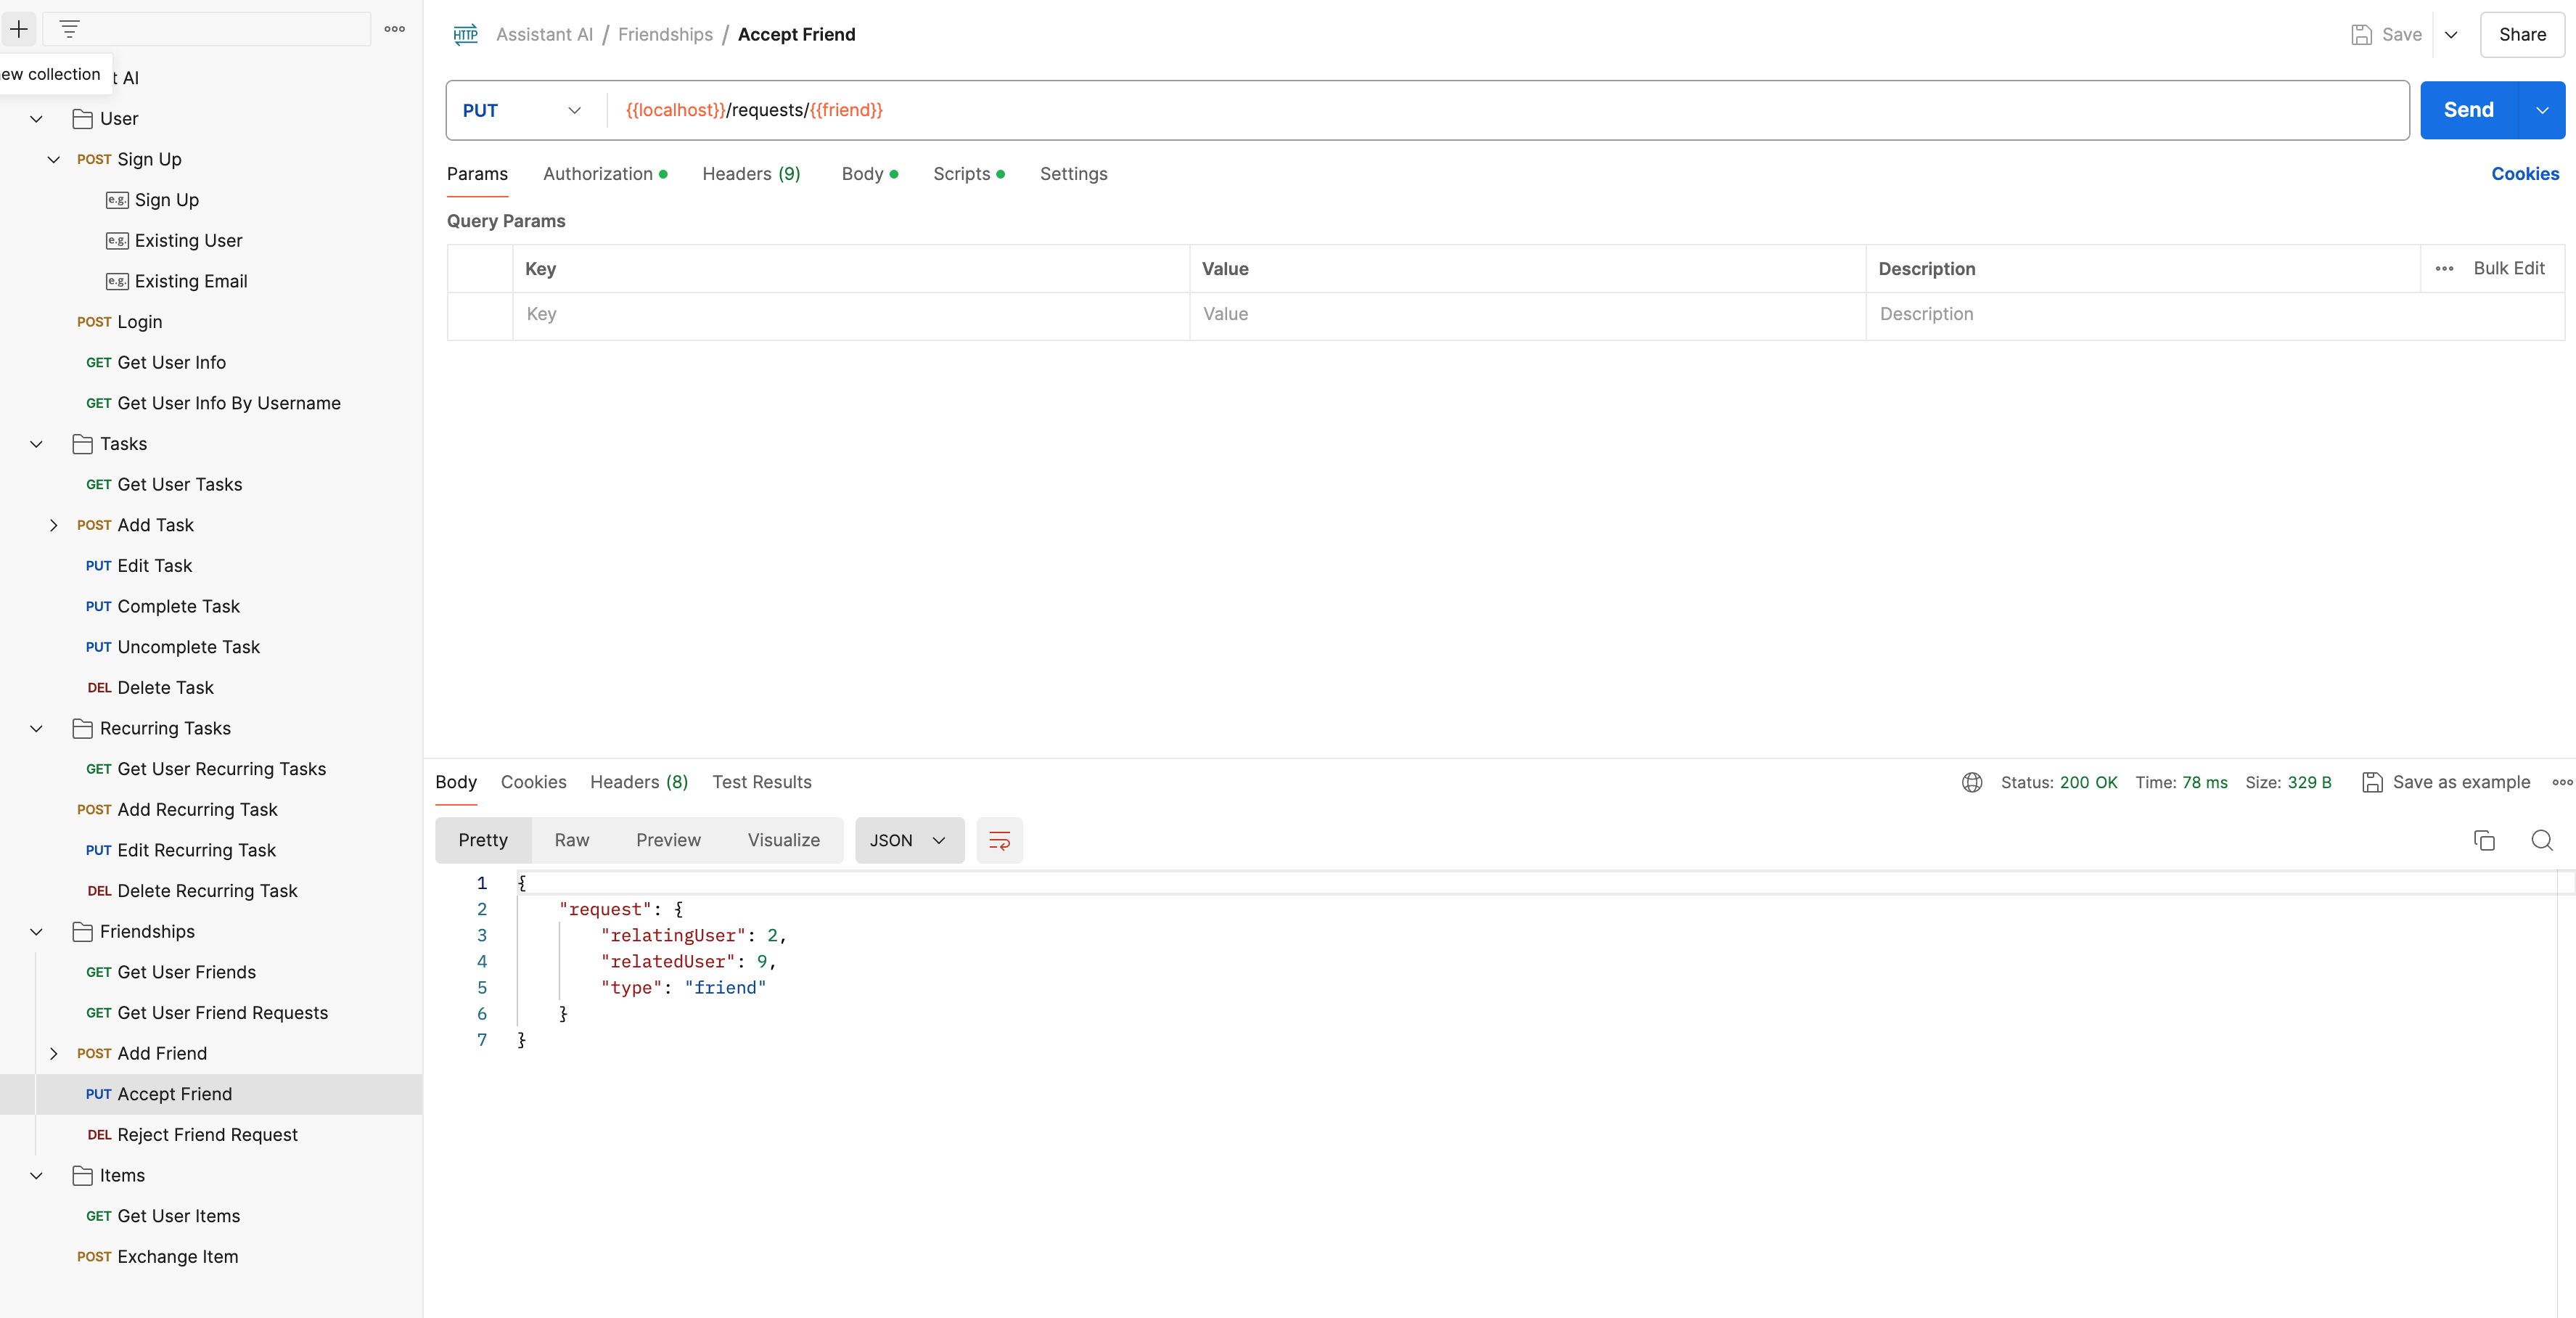 ew collection
t AI
User
POST Sign Up
e.g. Sign Up
e.g. Existing User
e.g. Existing Email
POST Login
GET Get User Info
GET Get User Info By Username
Tasks
GET Get User Tasks
POST Add Task
PUT Edit Task
PUT Complete Task
PUT Uncomplete Task
DEL Delete Task
Recurring Tasks
GET Get User Recurring Tasks
POST Add Recurring Task
PUT Edit Recurring Task
DEL Delete Recurring Task
Friendships
GET Get User Friends
GET Get User Friend Requests
POST Add Friend
PUT Accept Friend
DEL Reject Friend Request
Items
GET Get User Items
POST Exchange Item
HTTP Assistant AI / Friendships / Accept Friend
Save
Share
PUT {{localhost}}/requests/{{friend}}
Send
Params Authorization Headers (9) Body Scripts Settings
Cookies
Query Params
Key Value Description Bulk Edit
Key Value Description
Body Cookies Headers (8) Test Results
Status: 200 OK Time: 78 ms Size: 329 B Save as example
Pretty Raw Preview Visualize JSON
1 {
2 "request": {
3 "relatingUser": 2,
4 "relatedUser": 9,
5 "type": "friend"
6 }
7 }